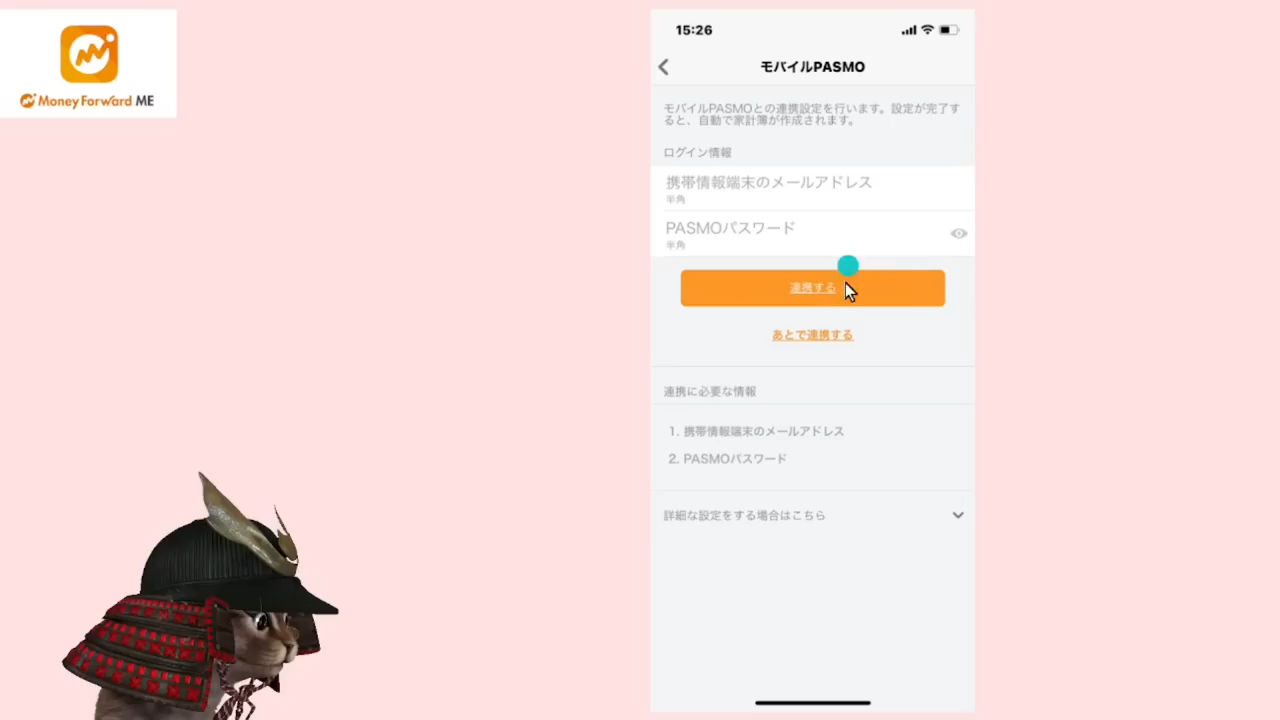 Money Forward ME
15:26
モバイルPASMO
モバイルPASMOとの連携設定を行います。設定が完了す
ると、自動で家計簿が作成されます。
ログイン情報
携帯情報端末のメールアドレス
半角
PASMOパスワード
半角
連携する
あとで連携する
連携に必要な情報
1. 携帯情報端末のメールアドレス
2. PASMOパスワード
詳細な設定をする場合はこちら